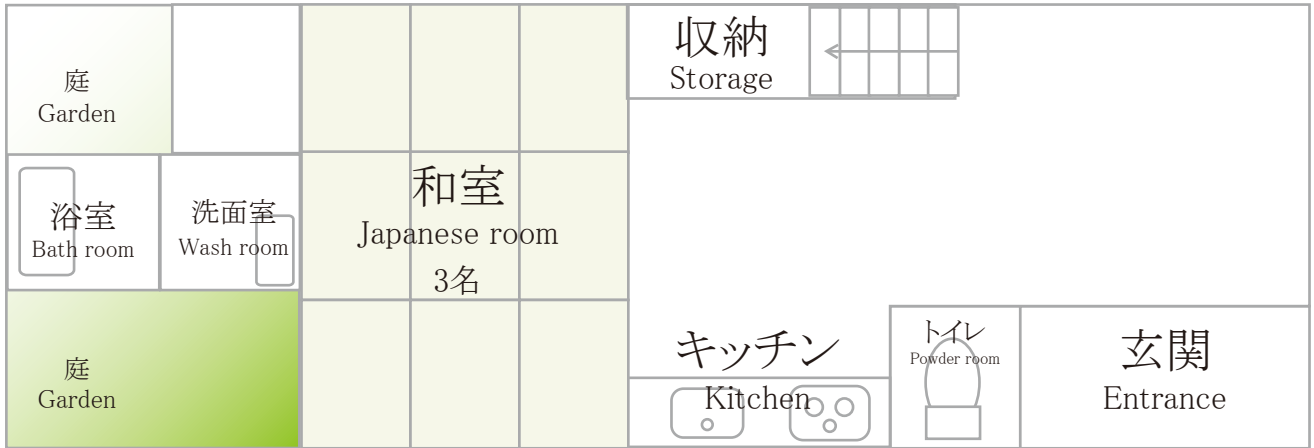 庭
Garden
浴室
Bath room
洗面室
Wash room
庭
Garden
和室
Japanese room
3名
収納
Storage
キッチン
Kitchen
トイレ
Powder room
玄関
Entrance